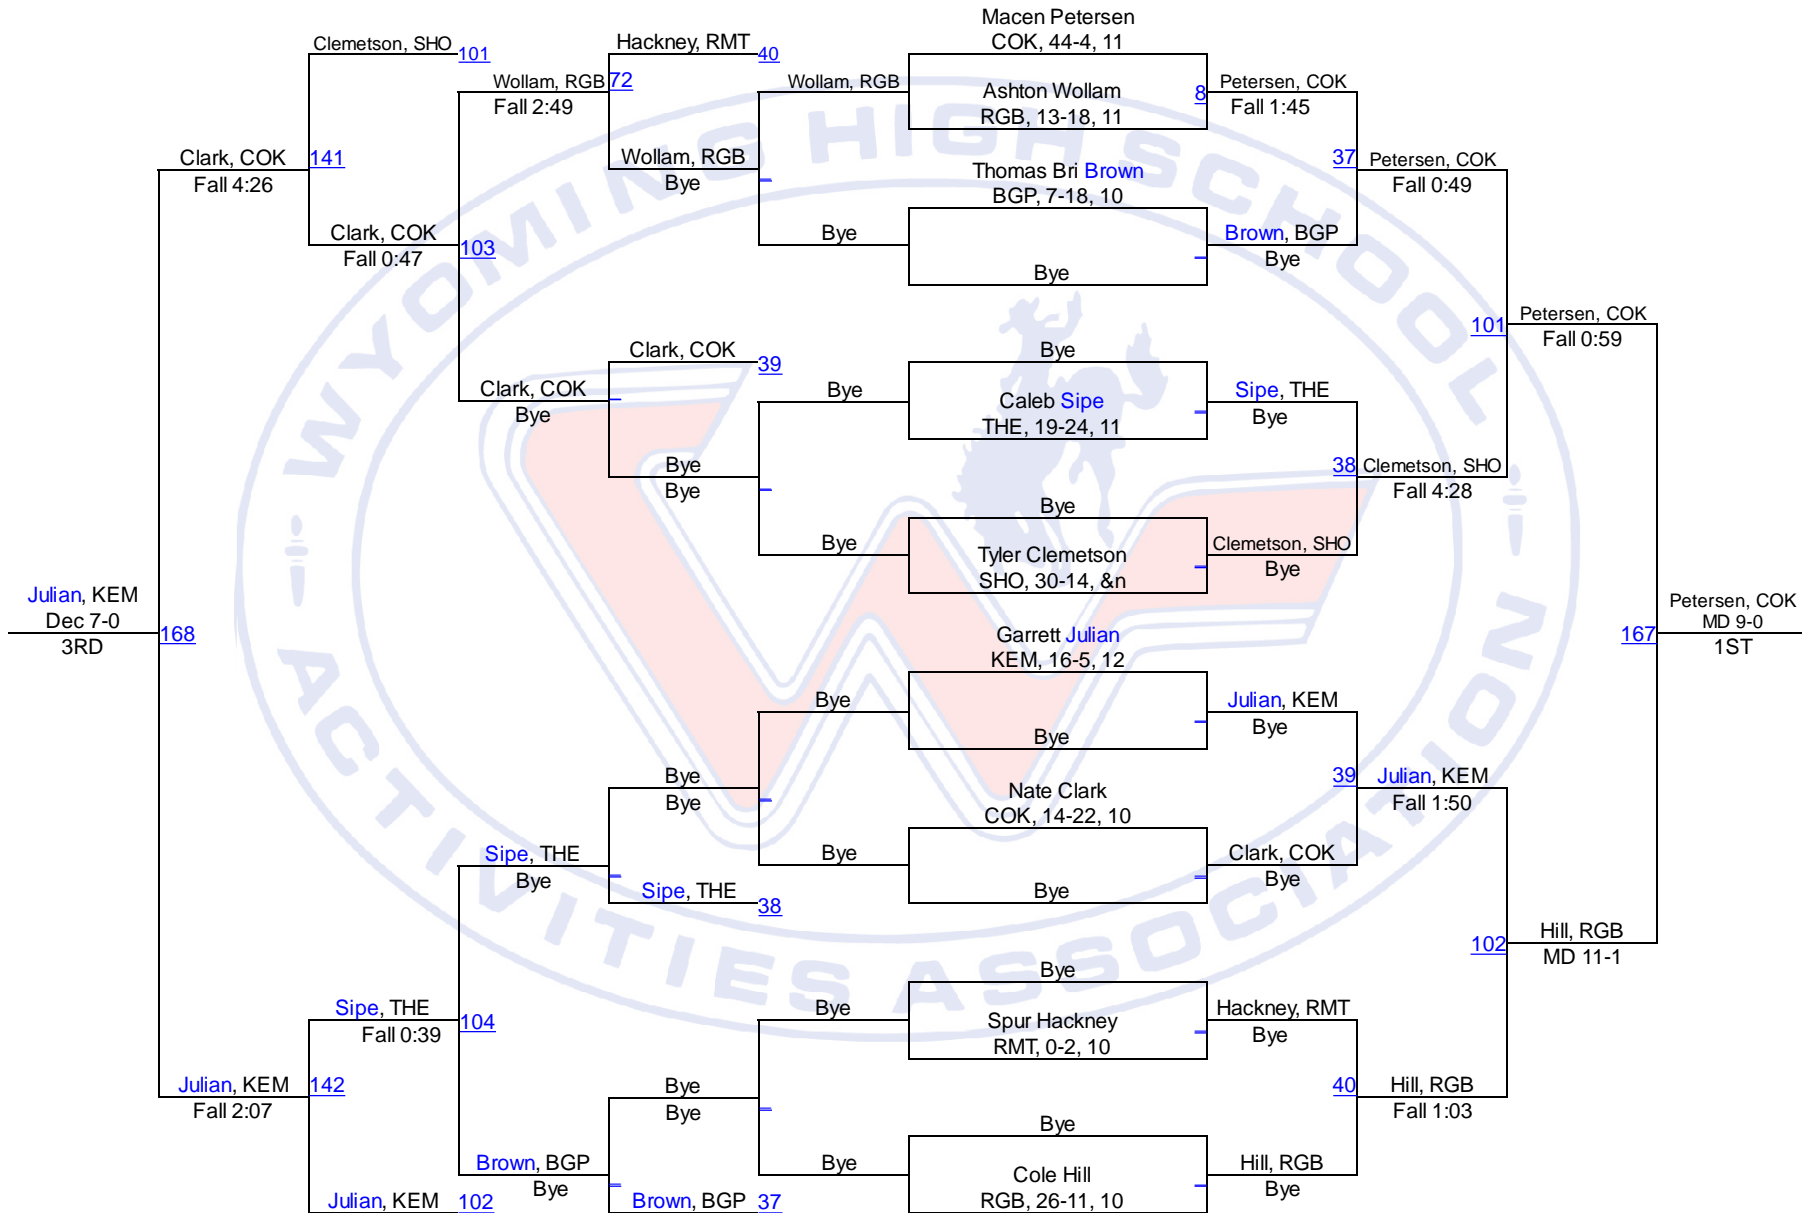 Macen Petersen
COK, 44-4, 11
Clemetson, SHO
101
Hackney, RMT
40
Wollam, RGB
72
Fall 2:49
Wollam, RGB
Ashton Wollam
RGB, 13-18, 11
8
Petersen, COK
Fall 1:45
Clark, COK
141
Fall 4:26
Wollam, RGB
Bye
Thomas Bri Brown
BGP, 7-18, 10
37
Petersen, COK
Fall 0:49
Clark, COK
Fall 0:47
103
Bye
Bye
Brown, BGP
Bye
101
Petersen, COK
Fall 0:59
Clark, COK
39
Bye
Clark, COK
Bye
Bye
Caleb Sipe
THE, 19-24, 11
Sipe, THE
Bye
Bye
Bye
38
Clemetson, SHO
Fall 4:28
Bye
Bye
Tyler Clemetson
SHO, 30-14, &n
Clemetson, SHO
Bye
Julian, KEM
Dec 7-0
3RD
168
Garrett Julian
KEM, 16-5, 12
167
Petersen, COK
MD 9-0
1ST
Bye
Bye
Julian, KEM
Bye
Bye
Bye
Nate Clark
COK, 14-22, 10
39
Julian, KEM
Fall 1:50
Sipe, THE
Bye
Bye
Bye
Clark, COK
Bye
Sipe, THE
38
102
Hill, RGB
MD 11-1
Bye
Sipe, THE
Fall 0:39
104
Bye
Spur Hackney
RMT, 0-2, 10
Hackney, RMT
Bye
Julian, KEM
Fall 2:07
142
Bye
Bye
40
Hill, RGB
Fall 1:03
Bye
Brown, BGP
Bye
Bye
Cole Hill
RGB, 26-11, 10
Hill, RGB
Bye
Julian, KEM
102
Brown, BGP
37
WYOMING HIGH SCHOOL
ACTIVITIES ASSOCIATION